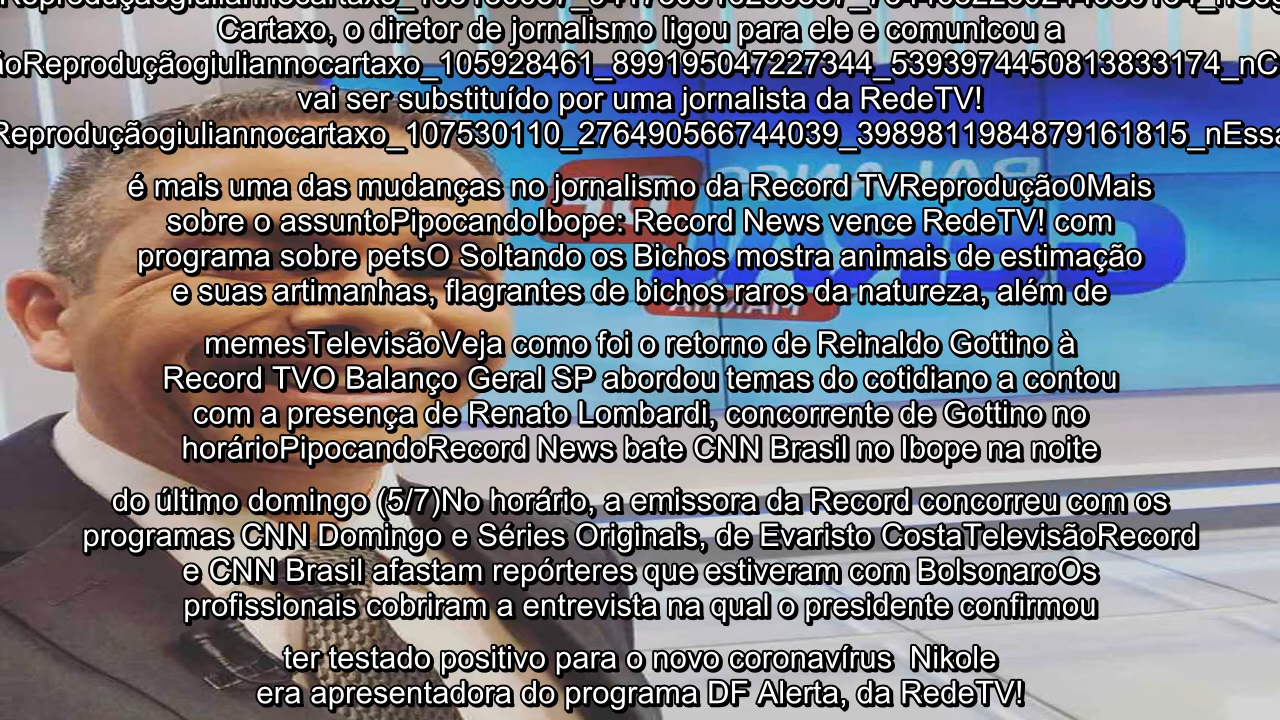 Cartaxo, o diretor de jornalismo ligou para ele e comunicou a
oReproduçãogiuliannocartaxo_105928461_899195047227344_5393974450813833174_nC
vai ser substituído por uma jornalista da RedeTV!
Reproduçãogiuliannocartaxo_107530110_276490566744039_3989811984879161815_nEssa
é mais uma das mudanças no jornalismo da Record TVReprodução0Mais
sobre o assuntoPipocandoIbope: Record News vence RedeTV! com
programa sobre petsO Soltando os Bichos mostra animais de estimação
e suas artimanhas, flagrantes de bichos raros da natureza, além de
memesTelevisãoVeja como foi o retorno de Reinaldo Gottino à
Record TVO Balanço Geral SP abordou temas do cotidiano a contou
com a presença de Renato Lombardi, concorrente de Gottino no
horárioPipocandoRecord News bate CNN Brasil no Ibope na noite
do último domingo (5/7)No horário, a emissora da Record concorreu com os
programas CNN Domingo e Séries Originais, de Evaristo CostaTelevisãoRecord
e CNN Brasil afastam repórteres que estiveram com BolsonaroOs
profissionais cobriram a entrevista na qual o presidente confirmou
ter testado positivo para o novo coronavírus  Nikole
era apresentadora do programa DF Alerta, da RedeTV!